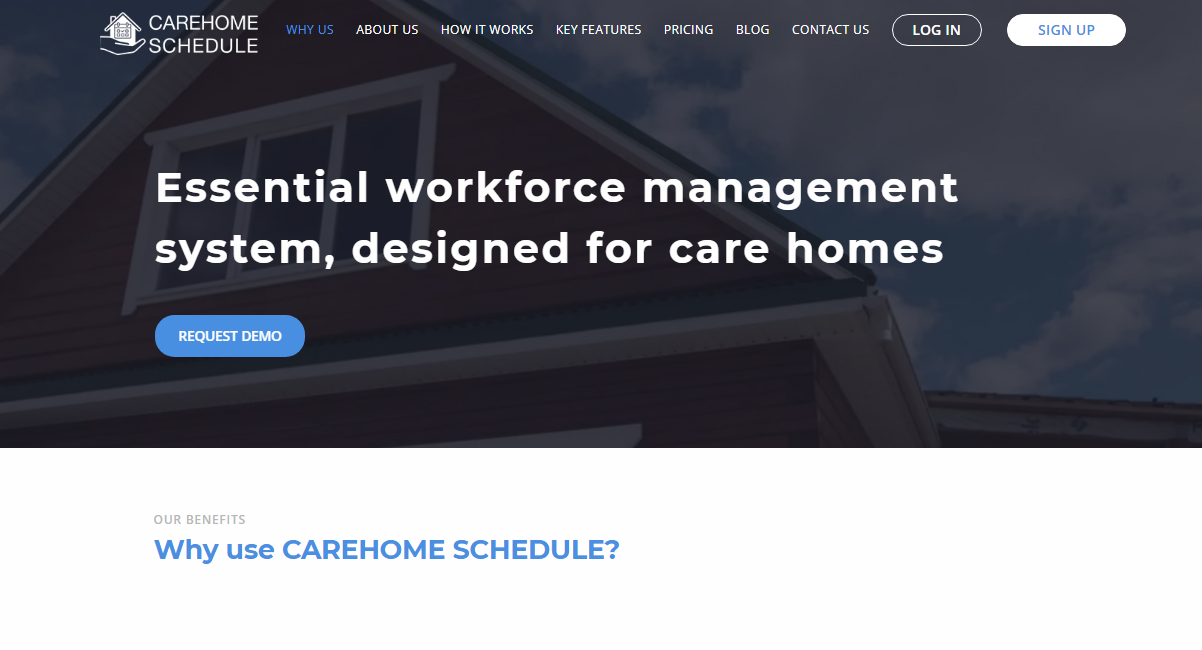 CAREHOME
SCHEDULE
WHY US
ABOUT US
HOW IT WORKS
KEY FEATURES
PRICING
BLOG
CONTACT US
LOG IN
SIGN UP
Essential workforce management
system, designed for care homes
REQUEST DEMO
OUR BENEFITS
Why use CAREHOME SCHEDULE?